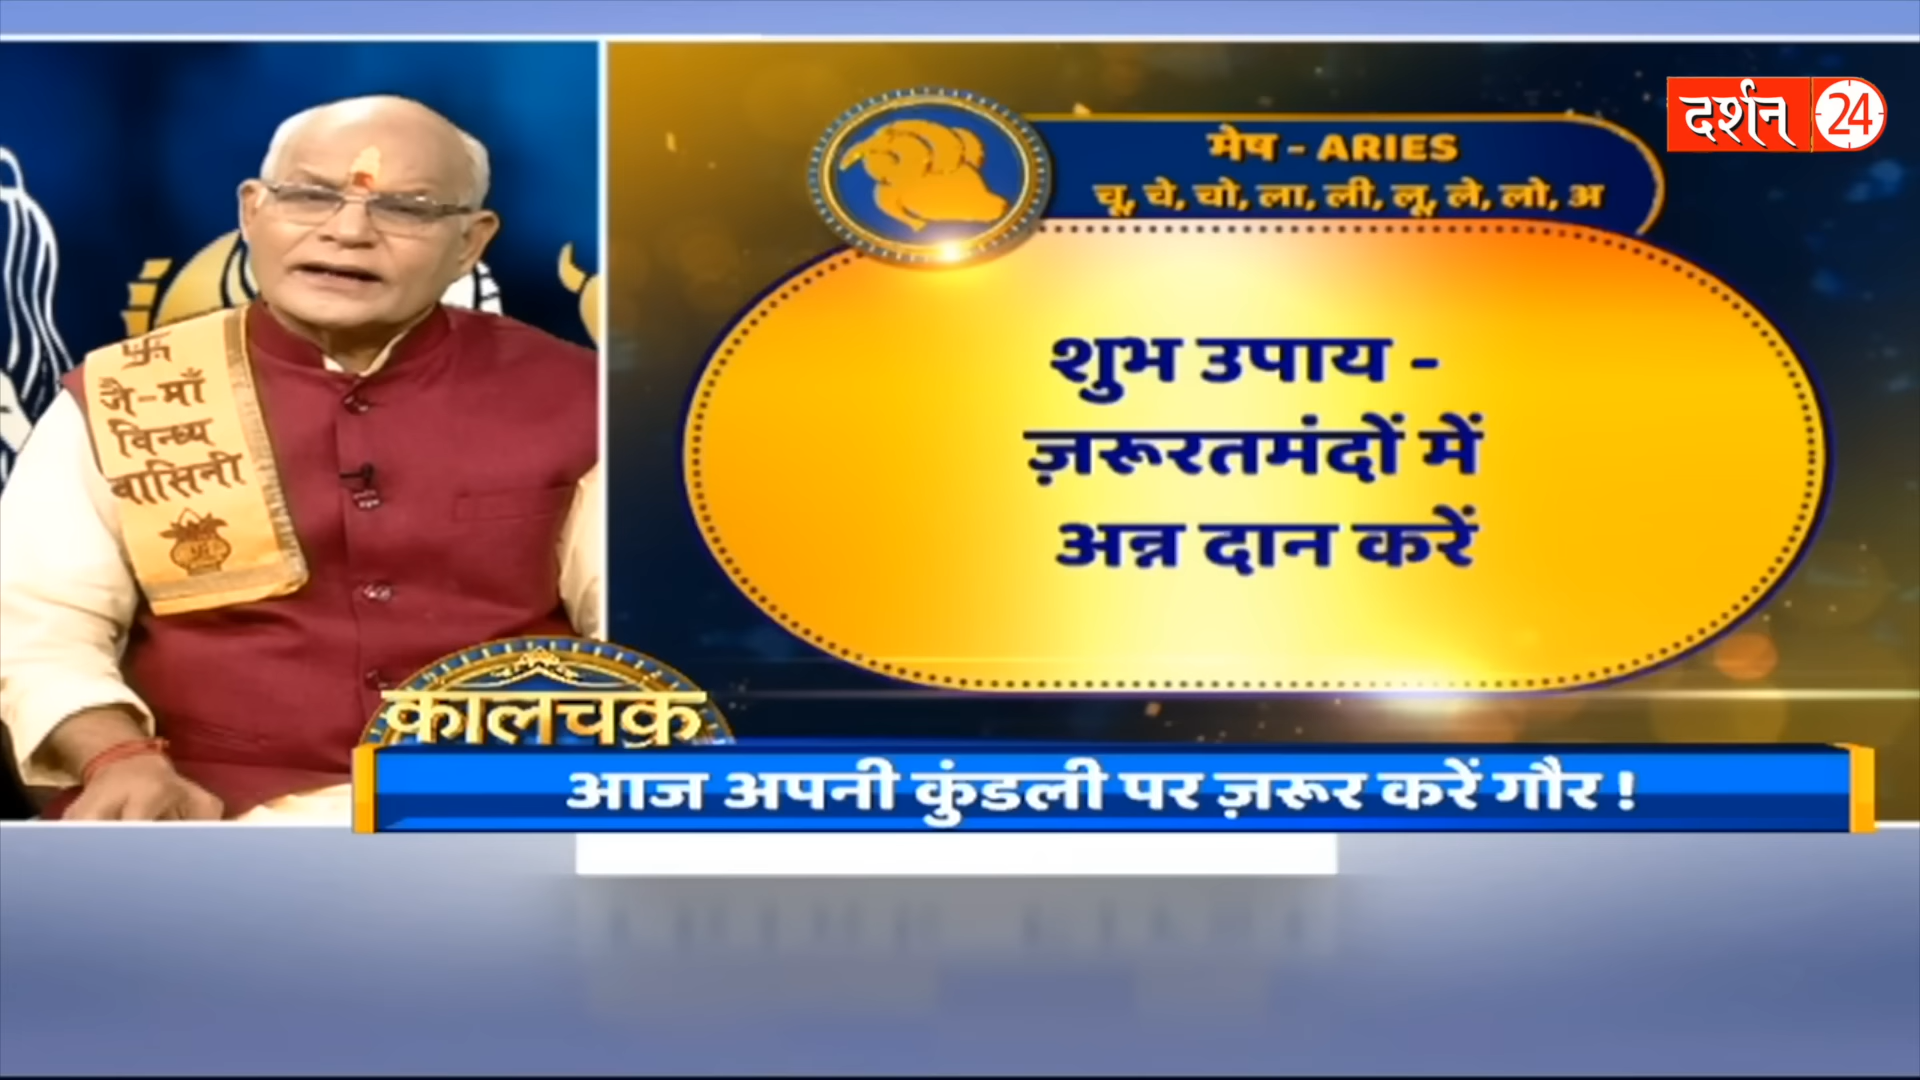 दर्शन 24
मेष - ARIES
चू, चे, चो, ला, ली, लू, ले, लो, अ
शुभ उपाय -
ज़रूरतमंदों में
अन्न दान करें
जै-माँ
विन्ध्य
वासिनी
कालचक्र
आज अपनी कुंडली पर ज़रूर करें गौर !